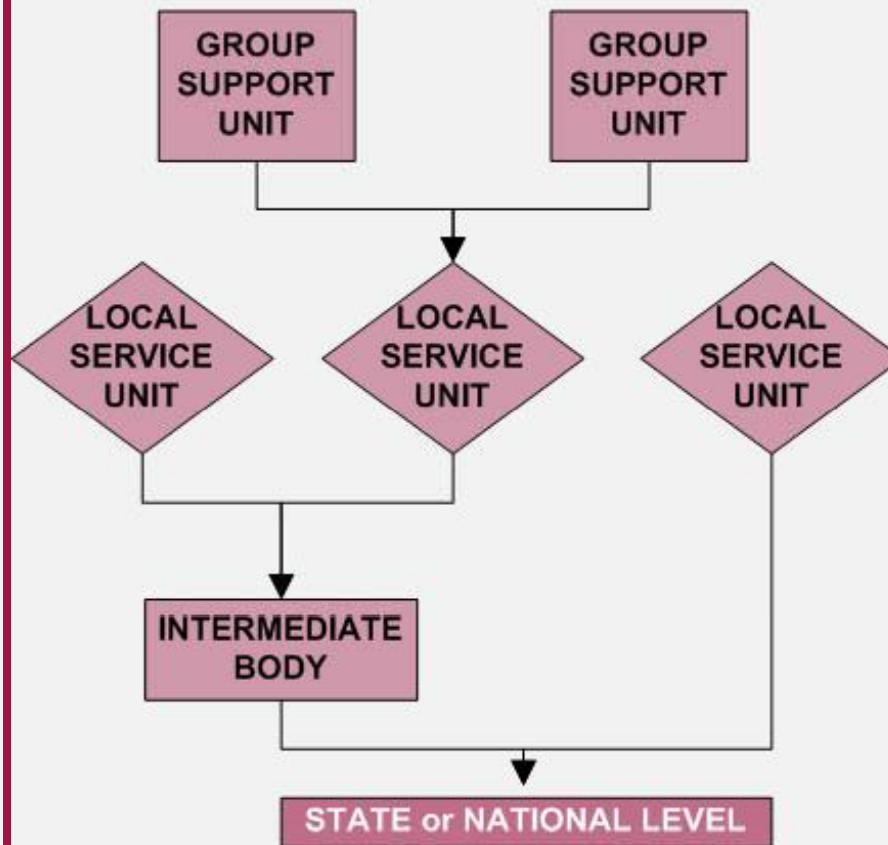 GROUP
SUPPORT
UNIT
GROUP
SUPPORT
UNIT
LOCAL
SERVICE
UNIT
LOCAL
SERVICE
UNIT
LOCAL
SERVICE
UNIT
INTERMEDIATE
BODY
STATE or NATIONAL LEVEL